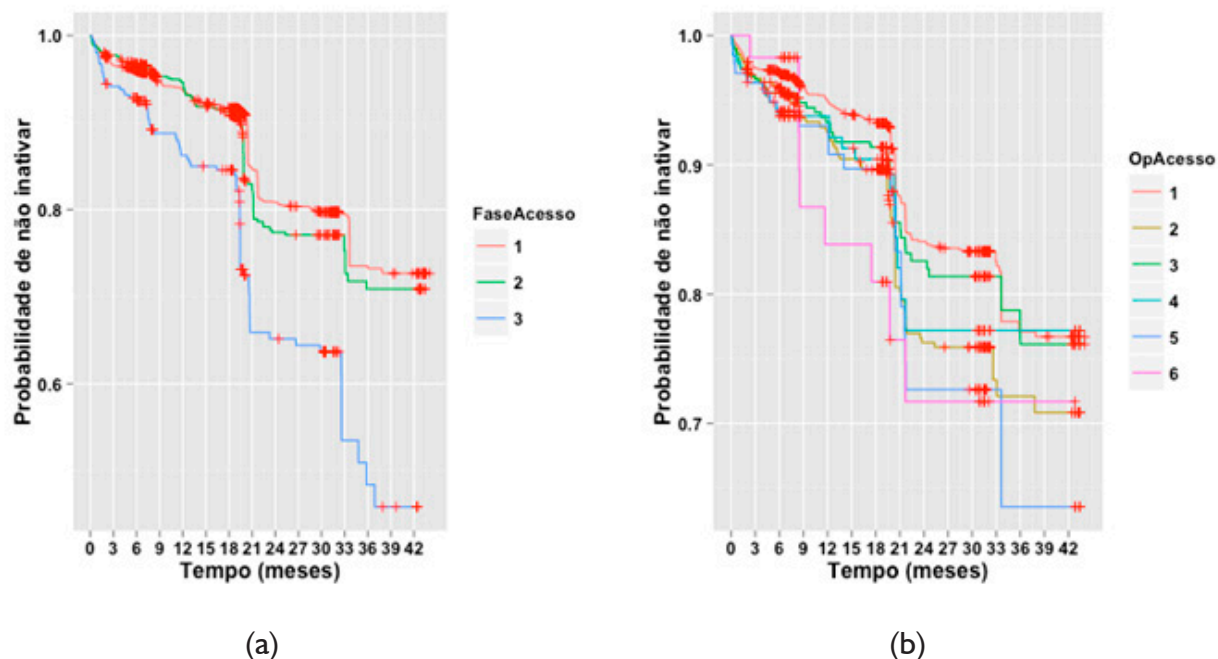 Probabilidade de não inativar
1.0
0.8
0.6
0 3 6 9 12 15 18 21 24 27 30 33 36 39 42
Tempo (meses)
FaseAcesso
1
2
3
(a)
Probabilidade de não inativar
1.0
0.9
0.8
0.7
0 3 6 9 12 15 18 21 24 27 30 33 36 39 42
Tempo (meses)
OpAcesso
1
2
3
4
5
6
(b)